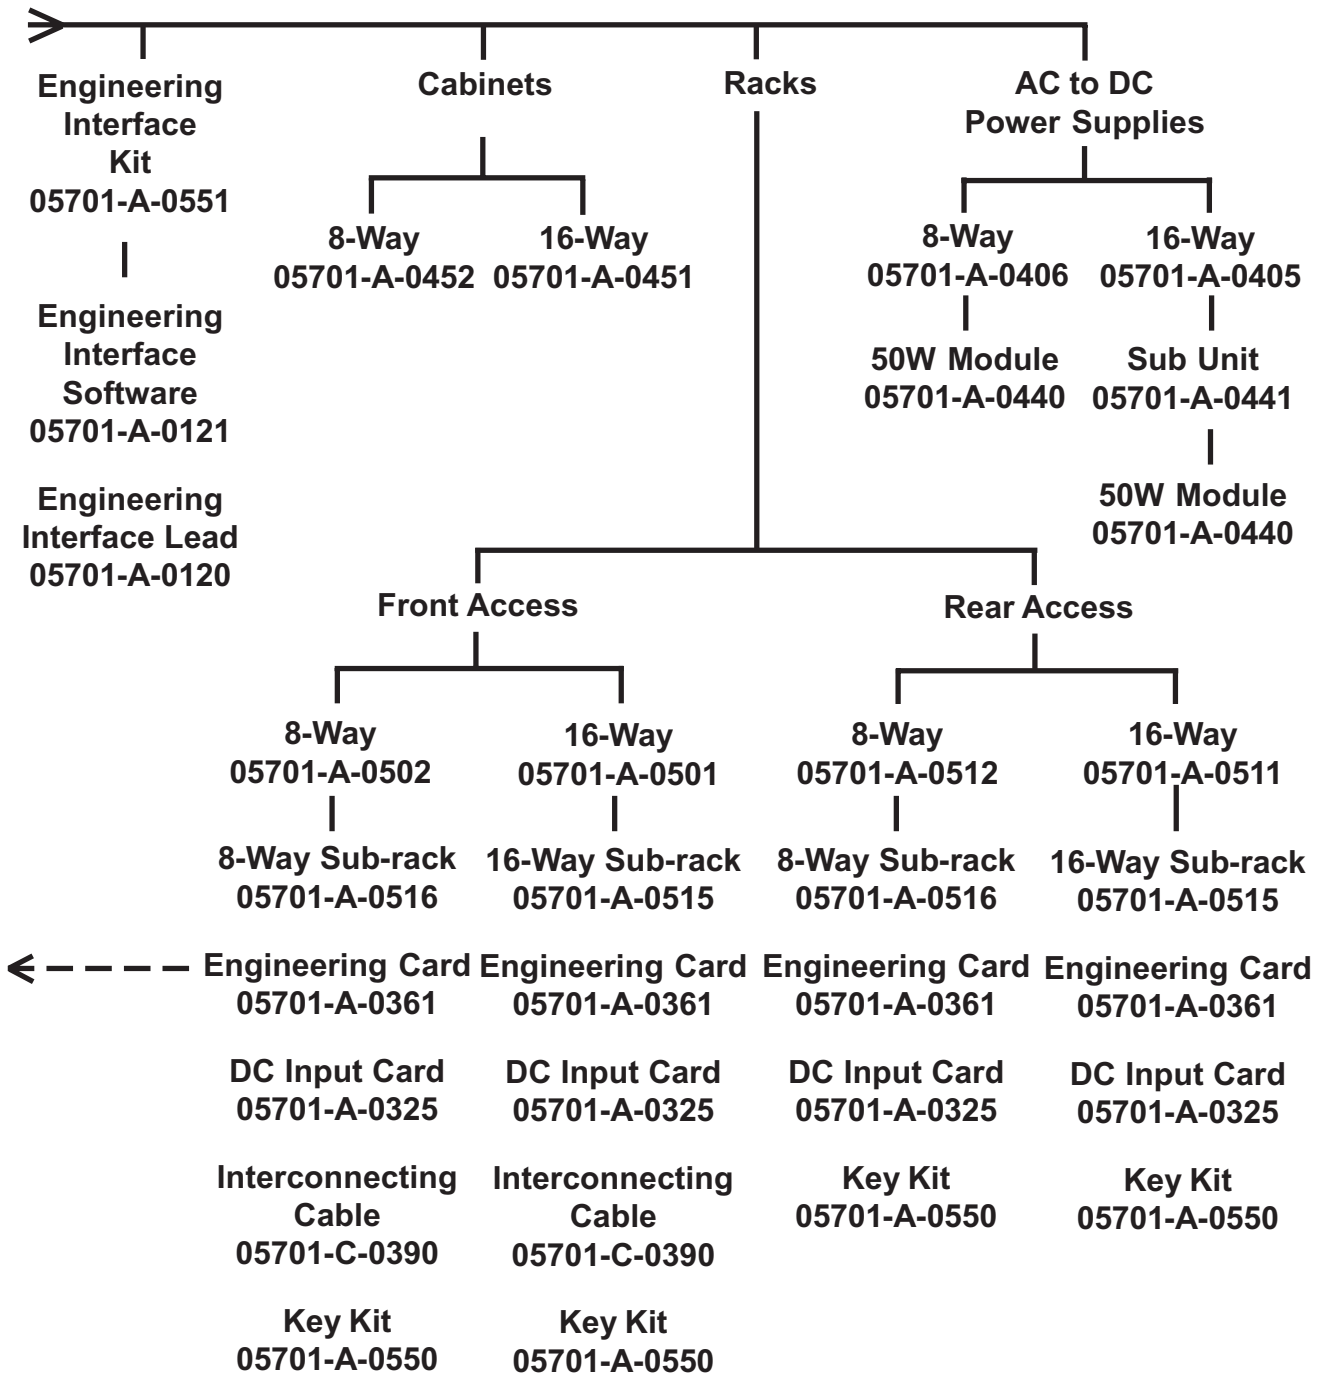 Engineering
Interface
Kit
05701-A-0551
Engineering
Interface
Software
05701-A-0121
Engineering
Interface Lead
05701-A-0120
Cabinets
8-Way
05701-A-0452
16-Way
05701-A-0451
Racks
AC to DC
Power Supplies
8-Way
05701-A-0406
50W Module
05701-A-0440
16-Way
05701-A-0405
Sub Unit
05701-A-0441
50W Module
05701-A-0440
Front Access
8-Way
05701-A-0502
8-Way Sub-rack
05701-A-0516
Engineering Card
05701-A-0361
DC Input Card
05701-A-0325
Interconnecting
Cable
05701-C-0390
Key Kit
05701-A-0550
16-Way
05701-A-0501
16-Way Sub-rack
05701-A-0515
Engineering Card
05701-A-0361
DC Input Card
05701-A-0325
Interconnecting
Cable
05701-C-0390
Key Kit
05701-A-0550
Rear Access
8-Way
05701-A-0512
8-Way Sub-rack
05701-A-0516
Engineering Card
05701-A-0361
DC Input Card
05701-A-0325
Key Kit
05701-A-0550
16-Way
05701-A-0511
16-Way Sub-rack
05701-A-0515
Engineering Card
05701-A-0361
DC Input Card
05701-A-0325
Key Kit
05701-A-0550